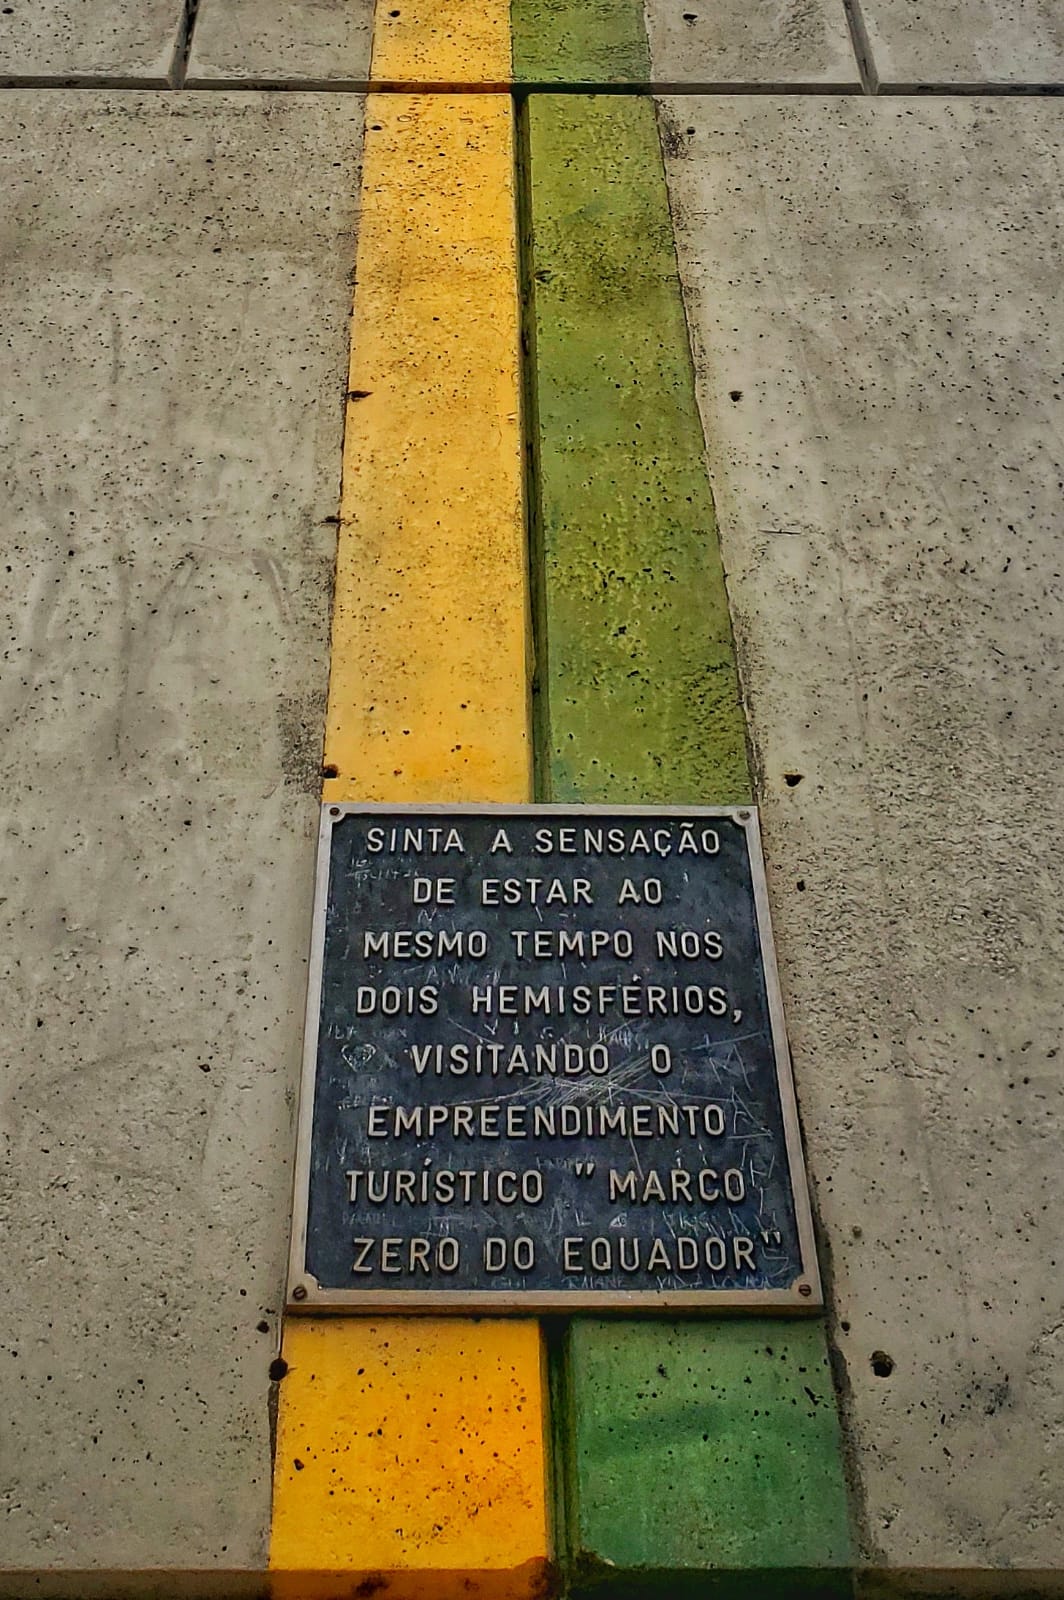 SINTA A SENSAÇÃO
DE ESTAR AO
MESMO TEMPO NOS
DOIS HEMISFÉRIOS,
VISITANDO O
EMPREENDIMENTO
TURÍSTICO "MARCO
ZERO DO EQUADOR"